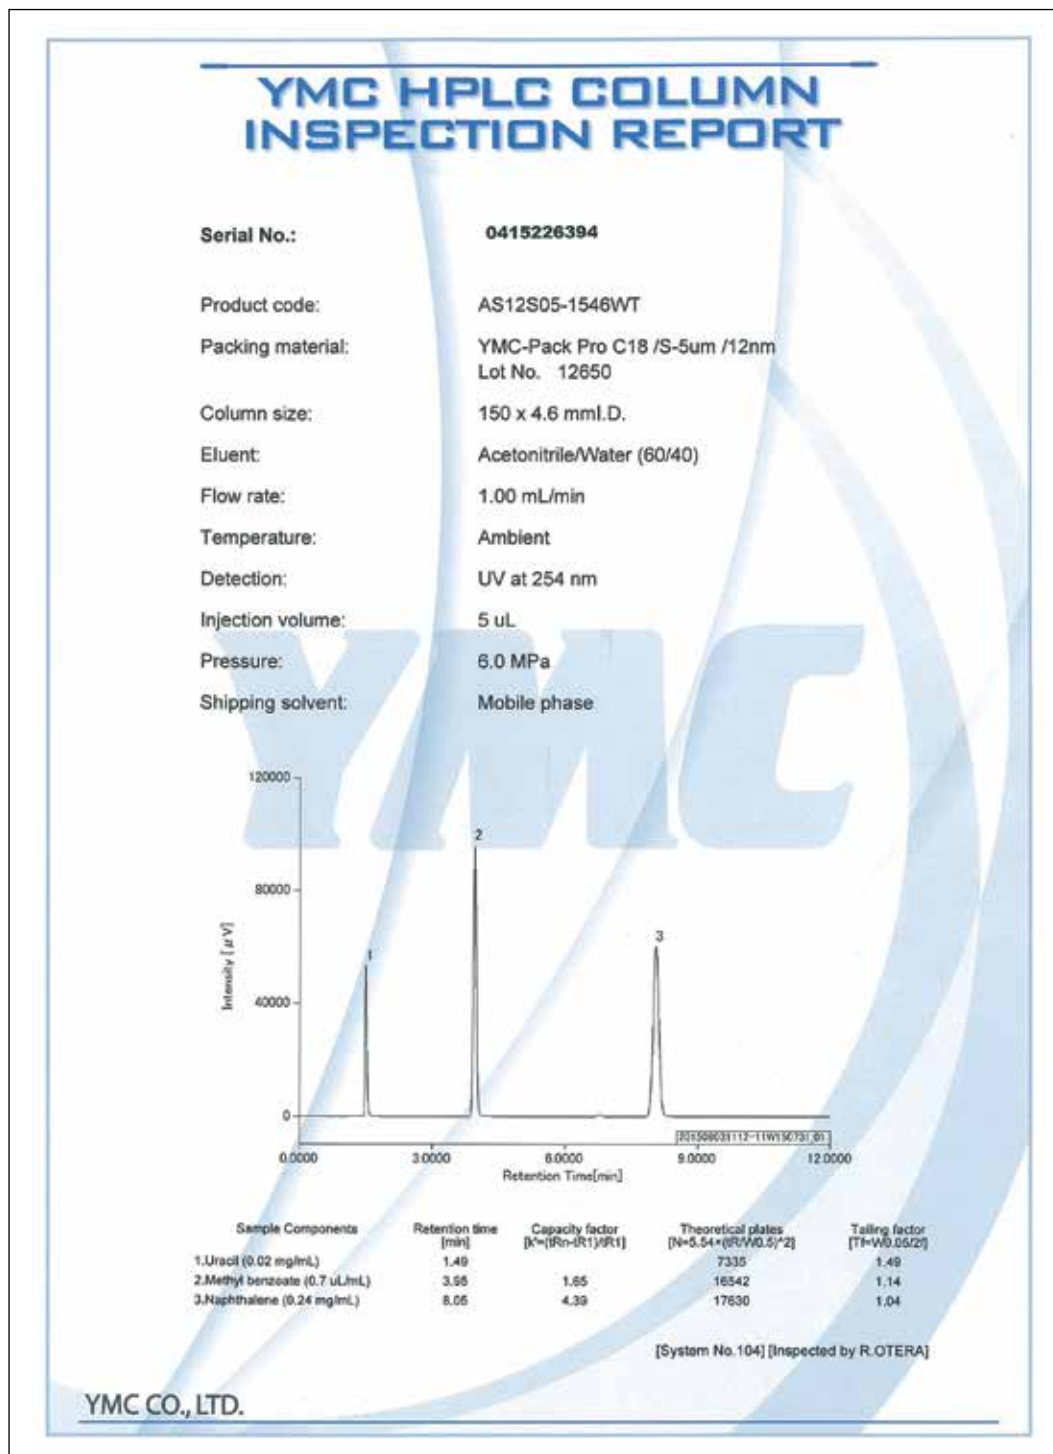 YMC HPLC COLUMN
INSPECTION REPORT
Serial No.: 0415226394
Product code: AS12S05-1546WT
Packing material: YMC-Pack Pro C18 /S-5um /12nm
Lot No. 12650
Column size: 150 x 4.6 mmI.D.
Eluent: Acetonitrile/Water (60/40)
Flow rate: 1.00 mL/min
Temperature: Ambient
Detection: UV at 254 nm
Injection volume: 5 uL
Pressure: 6.0 MPa
Shipping solvent: Mobile phase
YMC
120000
2
80000
3
1
Intensity [μV]
40000
0
0.0000 3.0000 6.0000 9.0000 12.0000
Retention Time[min]
Sample Components Retention time Capacity factor Theoretical plates Tailing factor
[min] [k'=(tRn-tR1)/tR1] [N=5.54×(tR/W0.5)^2] [Tf=W0.05/2f]
1.Uracil (0.02 mg/mL) 1.49 7335 1.49
2.Methyl benzoate (0.7 uL/mL) 1.65 16542 1.14
3.Naphthalene (0.24 mg/mL) 8.05 4.39 17630 1.04
[System No.104] [Inspected by R.OTERA]
YMC CO., LTD.